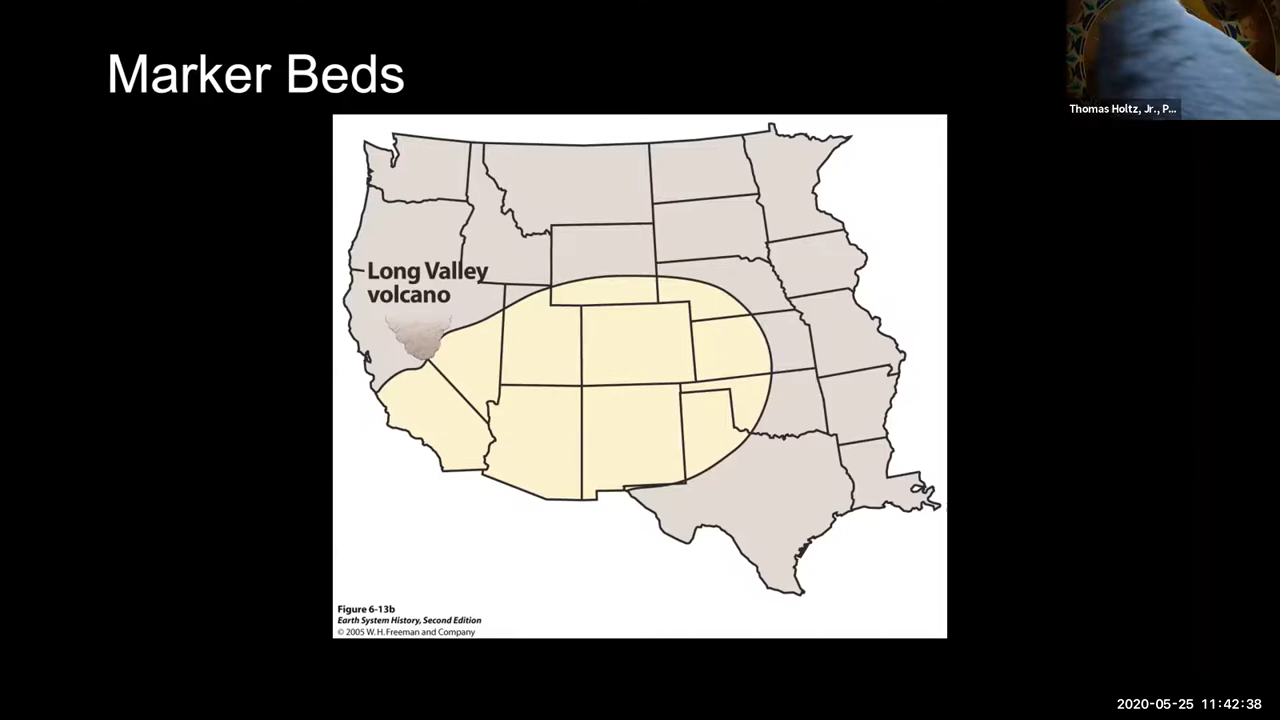 Marker Beds
Thomas Holtz, Jr., P...
Long Valley
volcano
Figure 6-13b
Earth System History, Second Edition
© 2005 W. H. Freeman and Company
2020-05-25 11:42:38